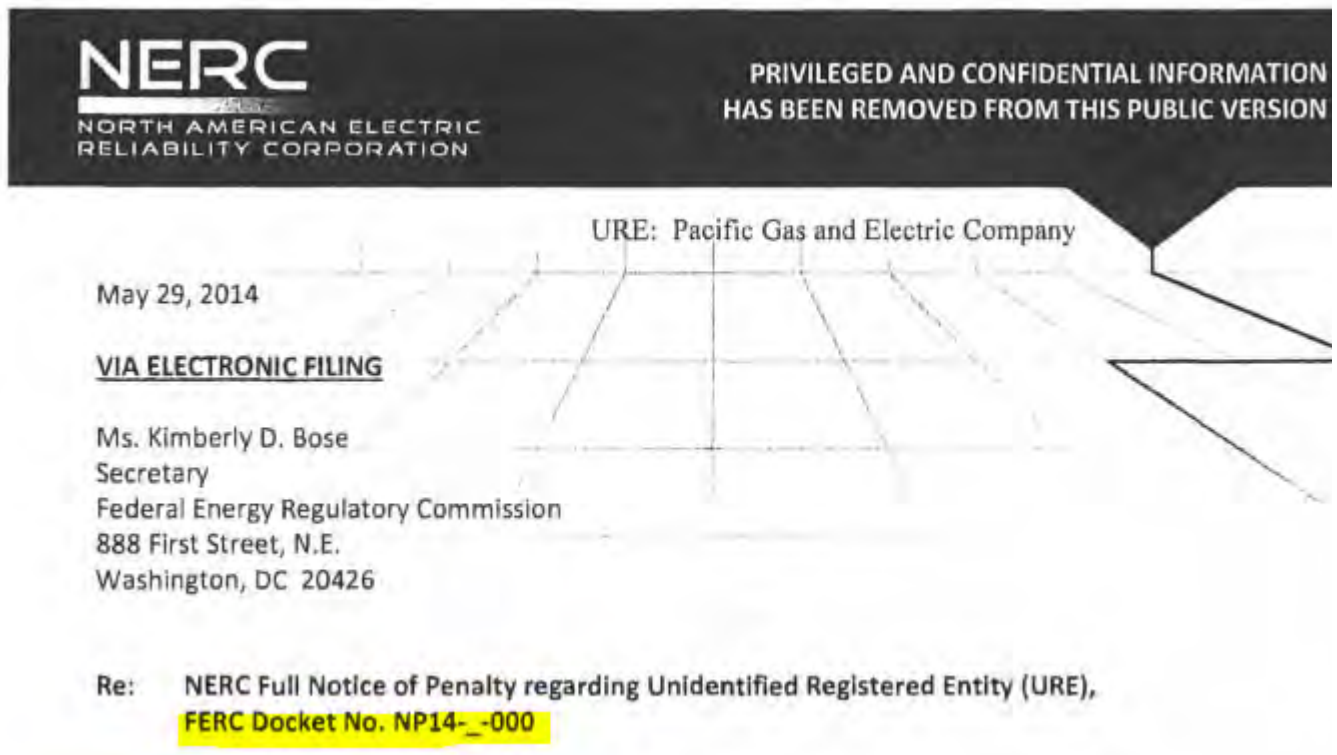 NERC
NORTH AMERICAN ELECTRIC
RELIABILITY CORPORATION
PRIVILEGED AND CONFIDENTIAL INFORMATION
HAS BEEN REMOVED FROM THIS PUBLIC VERSION
URE: Pacific Gas and Electric Company
May 29, 2014
VIA ELECTRONIC FILING
Ms. Kimberly D. Bose
Secretary
Federal Energy Regulatory Commission
888 First Street, N.E.
Washington, DC 20426
Re: NERC Full Notice of Penalty regarding Unidentified Registered Entity (URE),
FERC Docket No. NP14-_-000